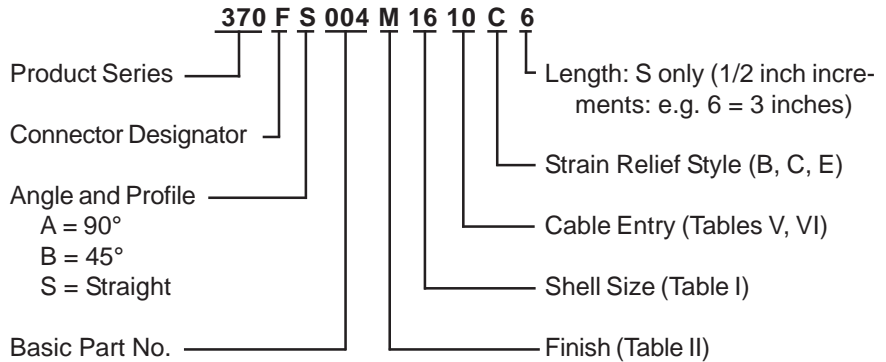 370 F S 004 M 16 10 C 6
Product Series
Connector Designator
Angle and Profile
A = 90°
B = 45°
S = Straight
Basic Part No.
Length: S only (1/2 inch incre-
ments: e.g. 6 = 3 inches)
Strain Relief Style (B, C, E)
Cable Entry (Tables V, VI)
Shell Size (Table I)
Finish (Table II)